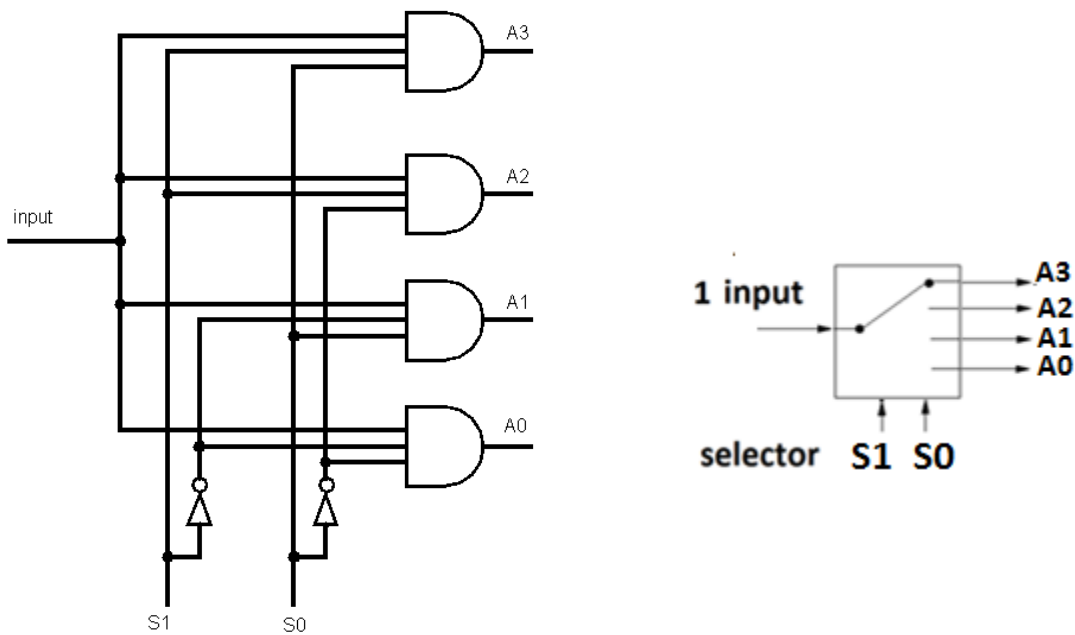 A3
A2
input
A1
A0
S1
S0
A3
1 input
A2
A1
A0
selector S1 S0